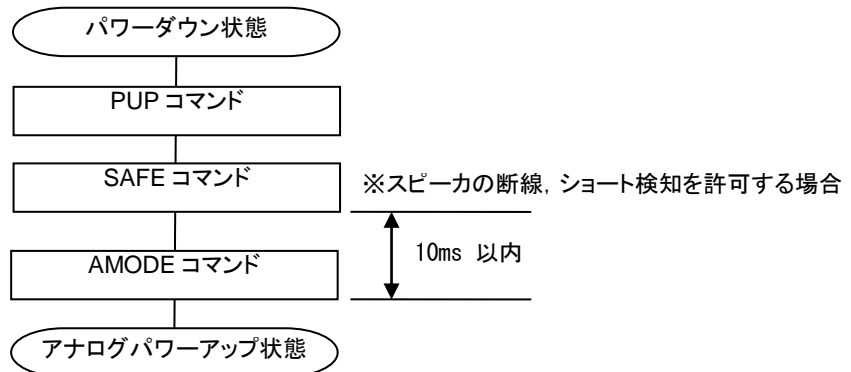 パワーダウン状態
PUP コマンド
SAFE コマンド
※スピーカの断線，ショート検知を許可する場合
10ms 以内
AMODE コマンド
アナログパワーアップ状態